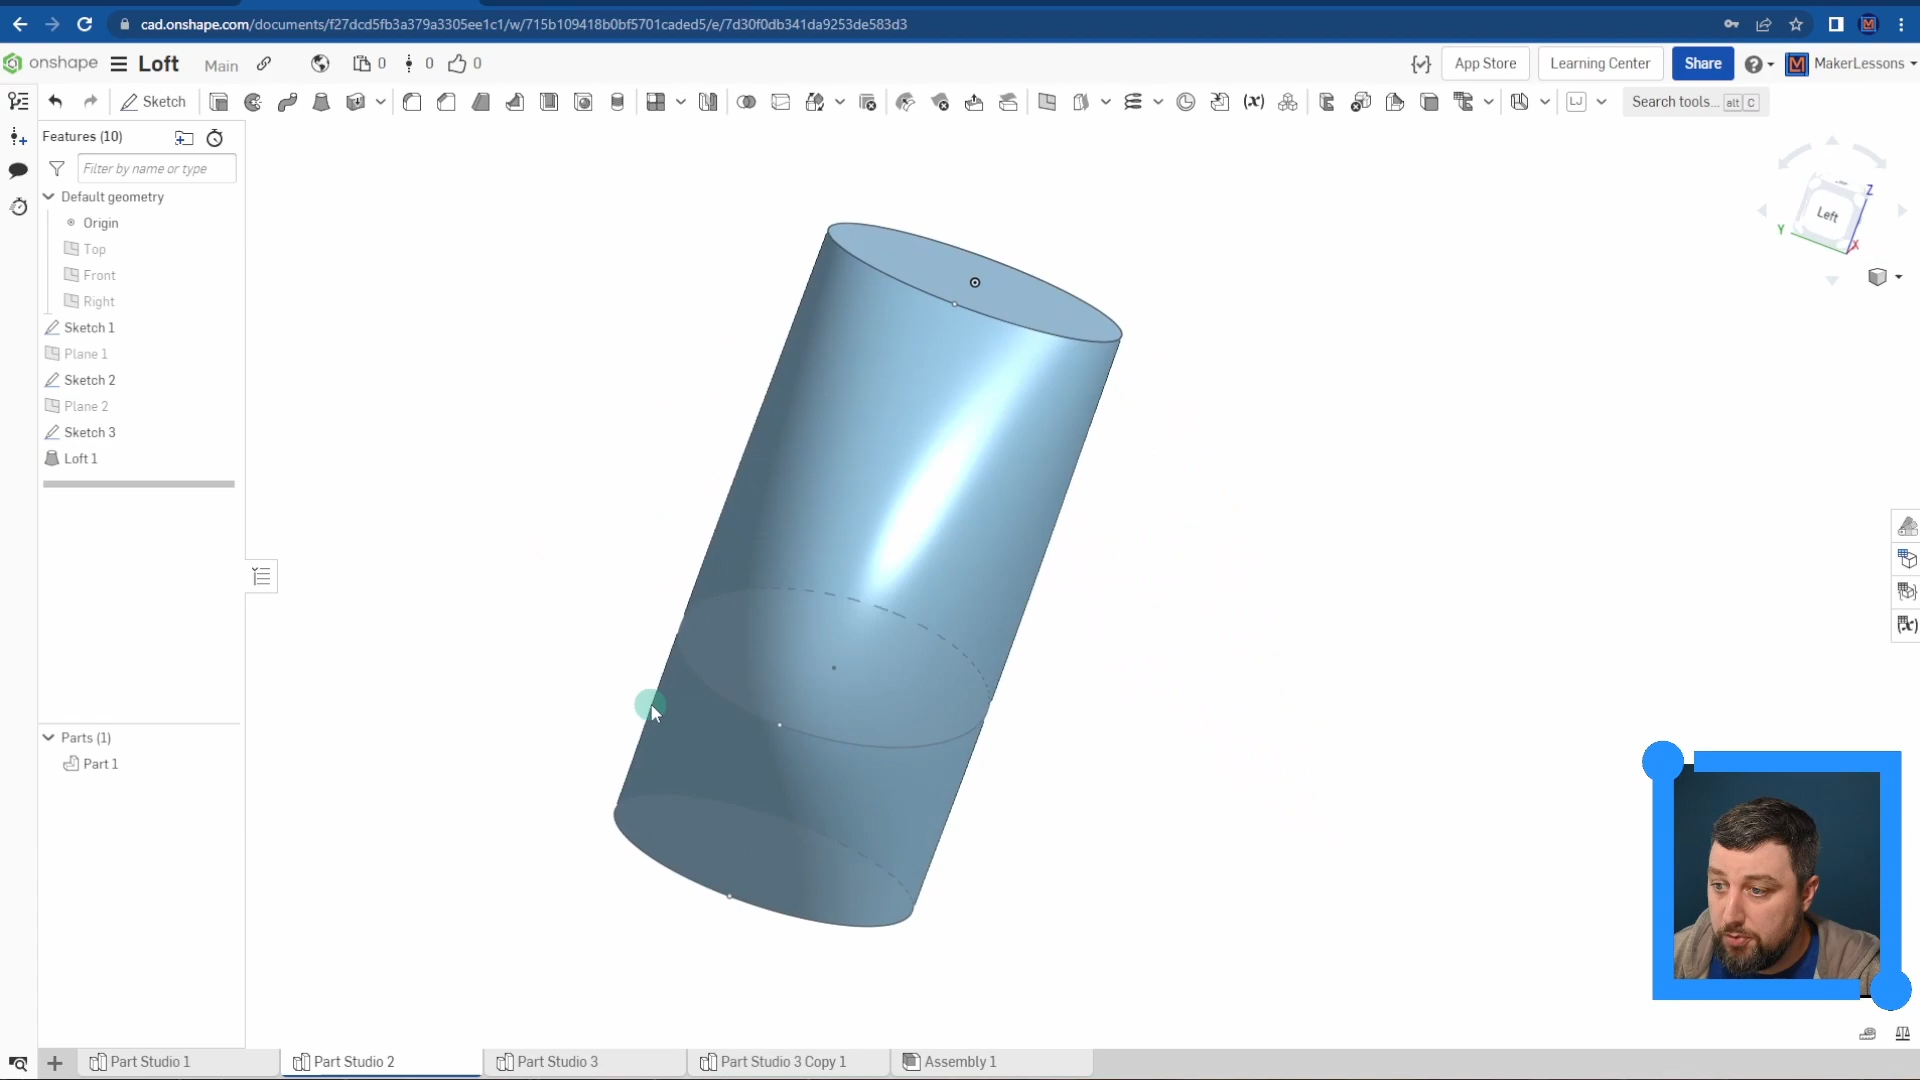 cad.onshape.com/documents/f27dcd5fb3a379a3305ee1c1/w/715b109418b0bf5701caded5/e/7d30f0db341da9253de583d3
onshape Loft Main 0 0 0 App Store Learning Center Share MakerLessons
Sketch (x) Search tools... alt C
Features (10)
Filter by name or type
Default geometry
Origin
Top
Front
Right
Sketch 1
Plane 1
Sketch 2
Plane 2
Sketch 3
Loft 1
Parts (1)
Part 1
Z
Left
Y
X
(x)
Part Studio 1 Part Studio 2 Part Studio 3 Part Studio 3 Copy 1 Assembly 1